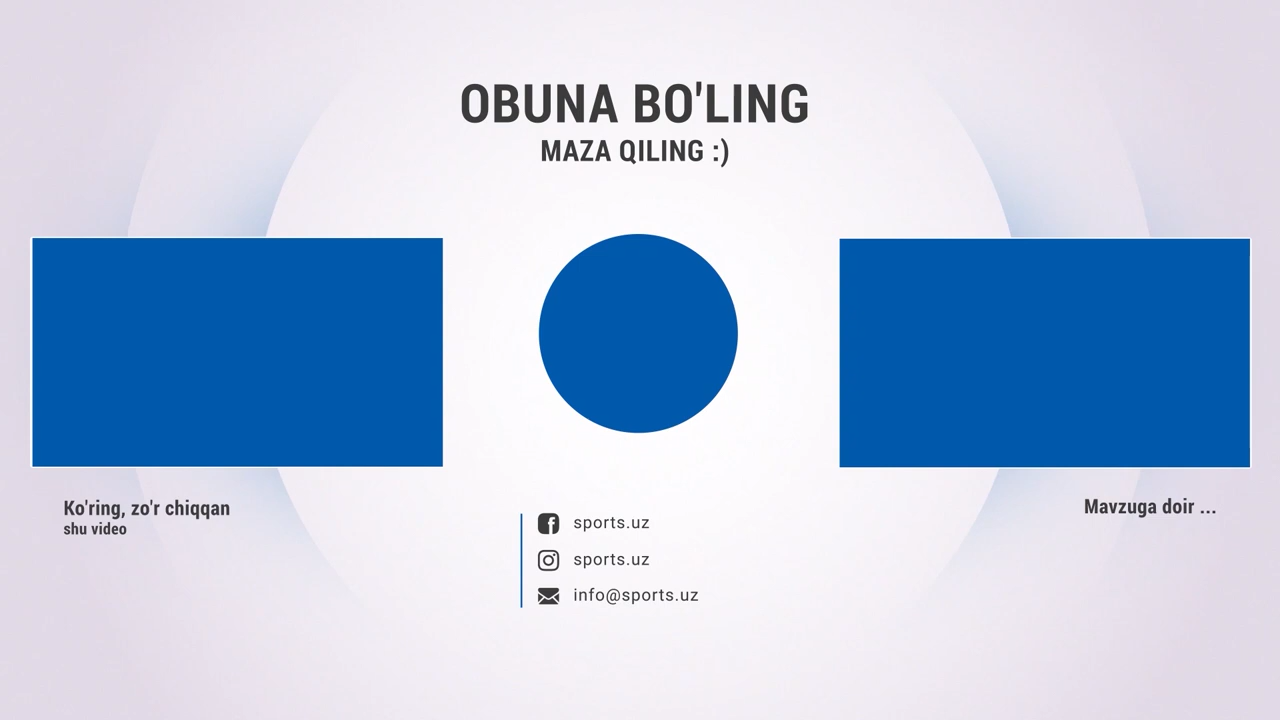 OBUNA BO'LING
MAZA QILING :)
Ko'ring, zo'r chiqqan
shu video
Mavzuga doir ...
sports.uz
sports.uz
info@sports.uz